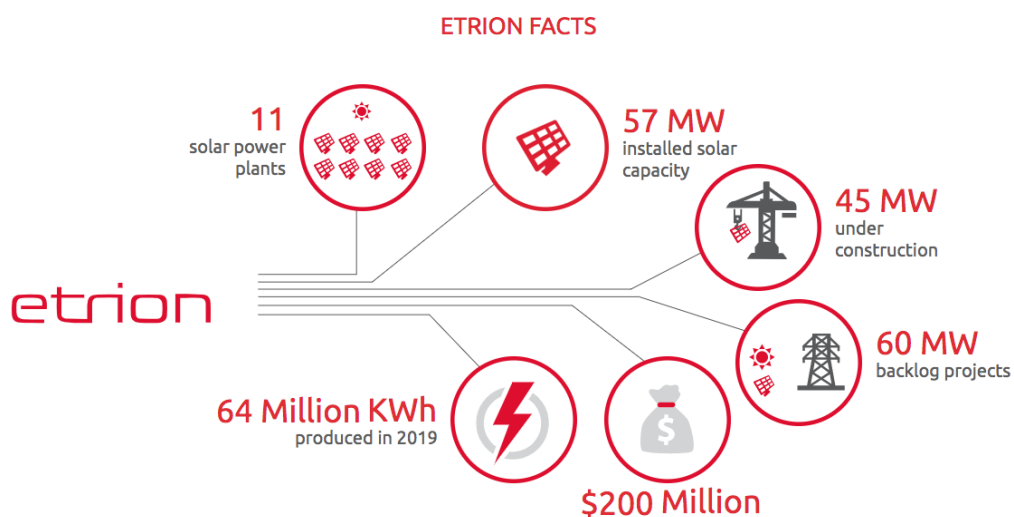 ETRION FACTS
11
solar power
plants
57 MW
installed solar
capacity
45 MW
under
construction
etrion
60 MW
backlog projects
64 Million KWh
produced in 2019
$
$200 Million